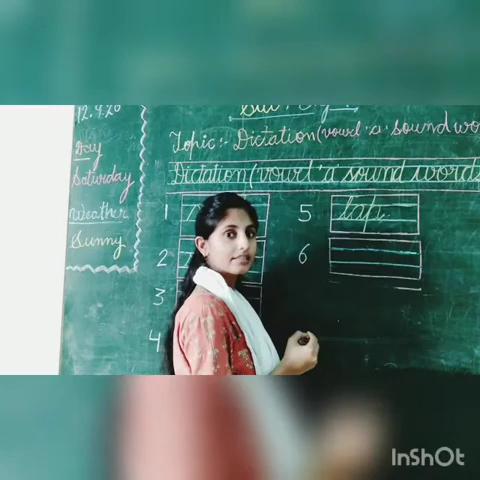 12.9.20
Day
Saturday
Weather
Sunny
Topic :- Dictation (vowel 'a' sound wo
Dictation (vowel 'a' sound words
1
2
3
4
5 tap
6
InShOt